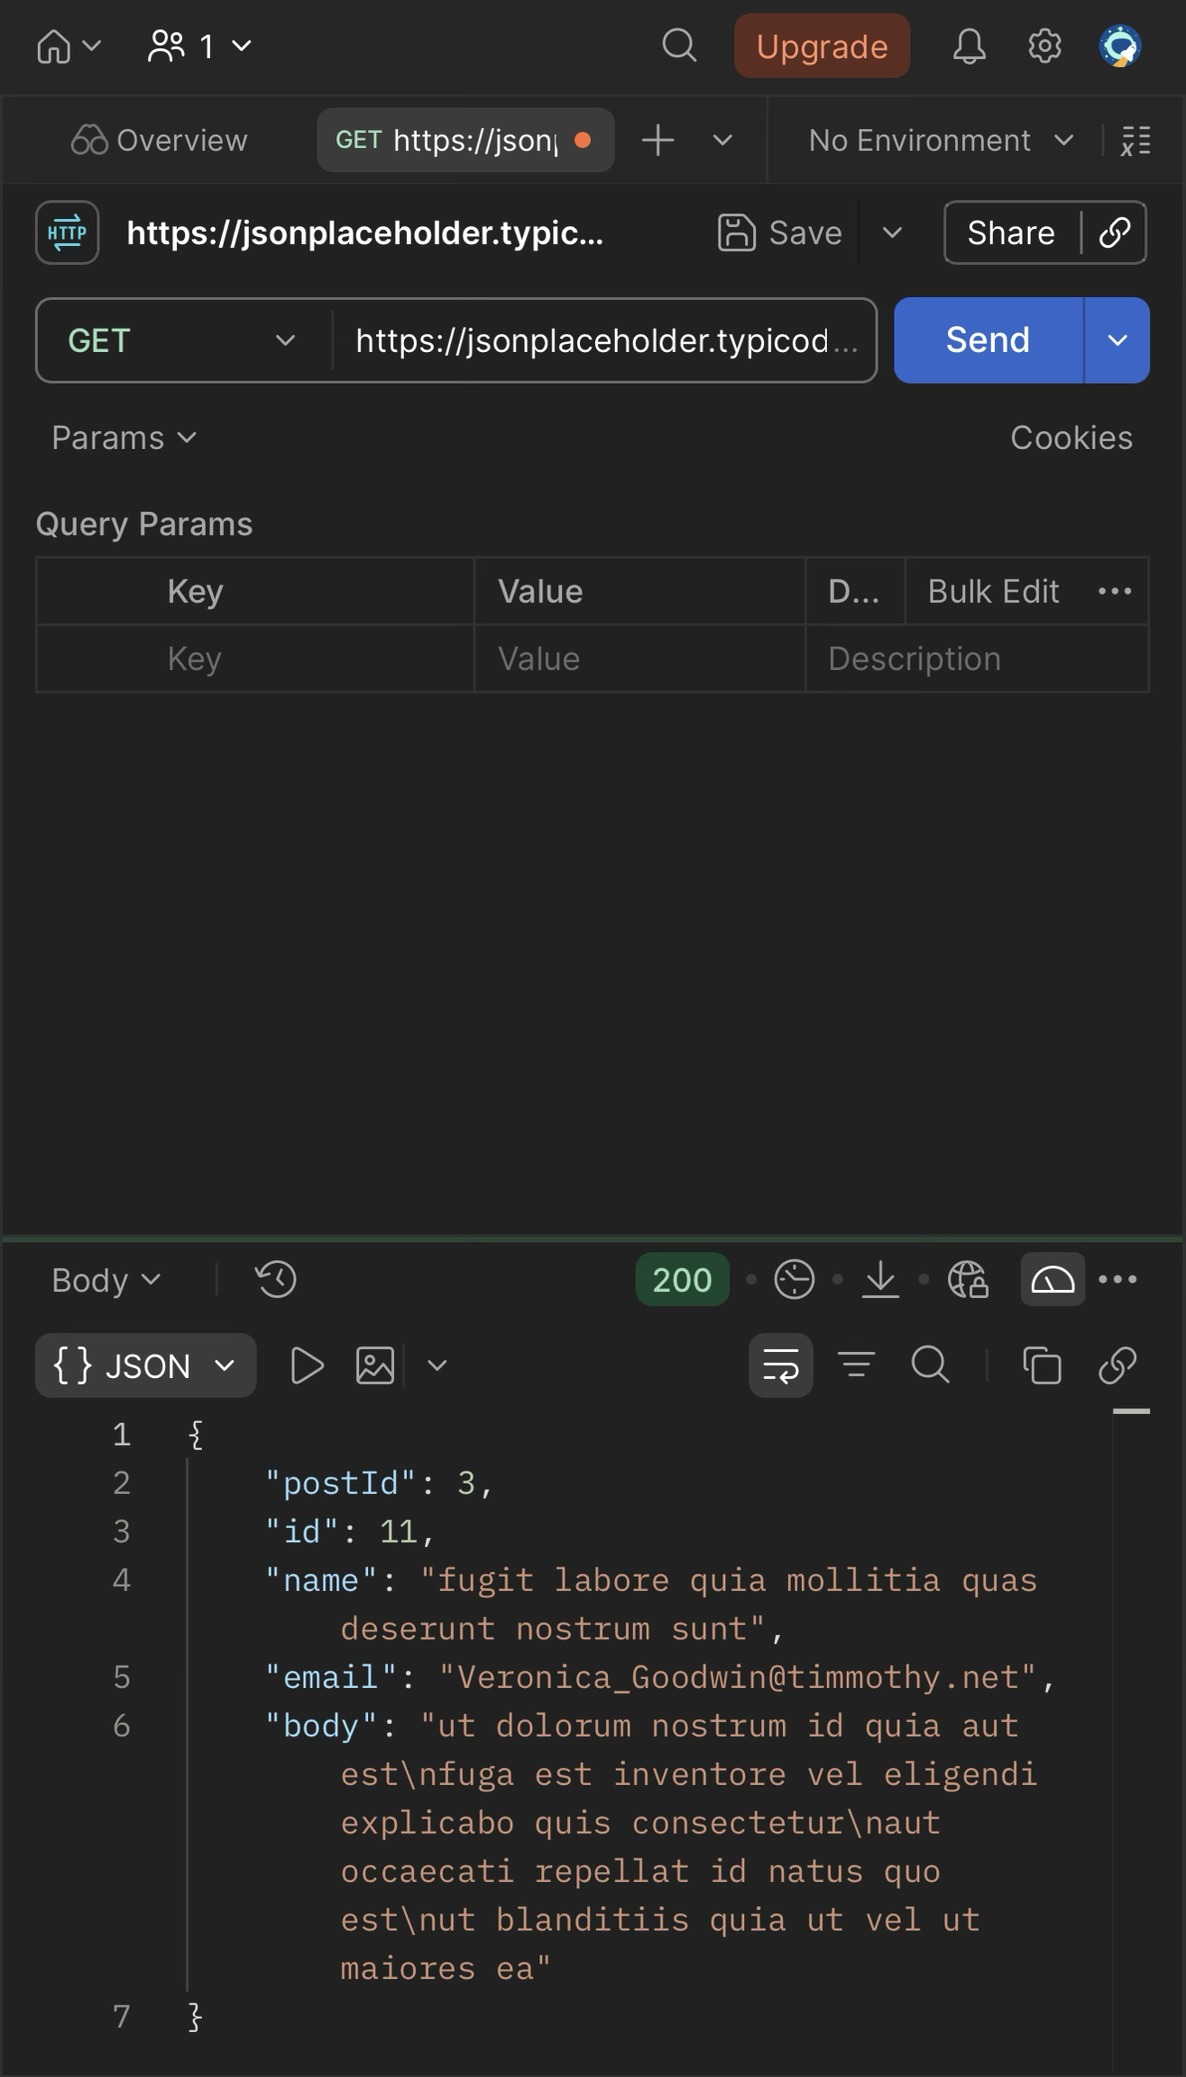 1
Upgrade
Overview
GET https://json
No Environment
HTTP
https://jsonplaceholder.typic...
Save
Share
GET
https://jsonplaceholder.typicod...
Send
Params
Cookies
Query Params
Key Value D... Bulk Edit
Key Value Description
Body
200
{} JSON
1 {
2 "postId": 3,
3 "id": 11,
4 "name": "fugit labore quia mollitia quas
deserunt nostrum sunt",
5 "email": "Veronica_Goodwin@timmothy.net",
6 "body": "ut dolorum nostrum id quia aut
est\nfuga est inventore vel eligendi
explicabo quis consectetur\naut
occaecati repellat id natus quo
est\nut blanditiis quia ut vel ut
maiores ea"
7 }